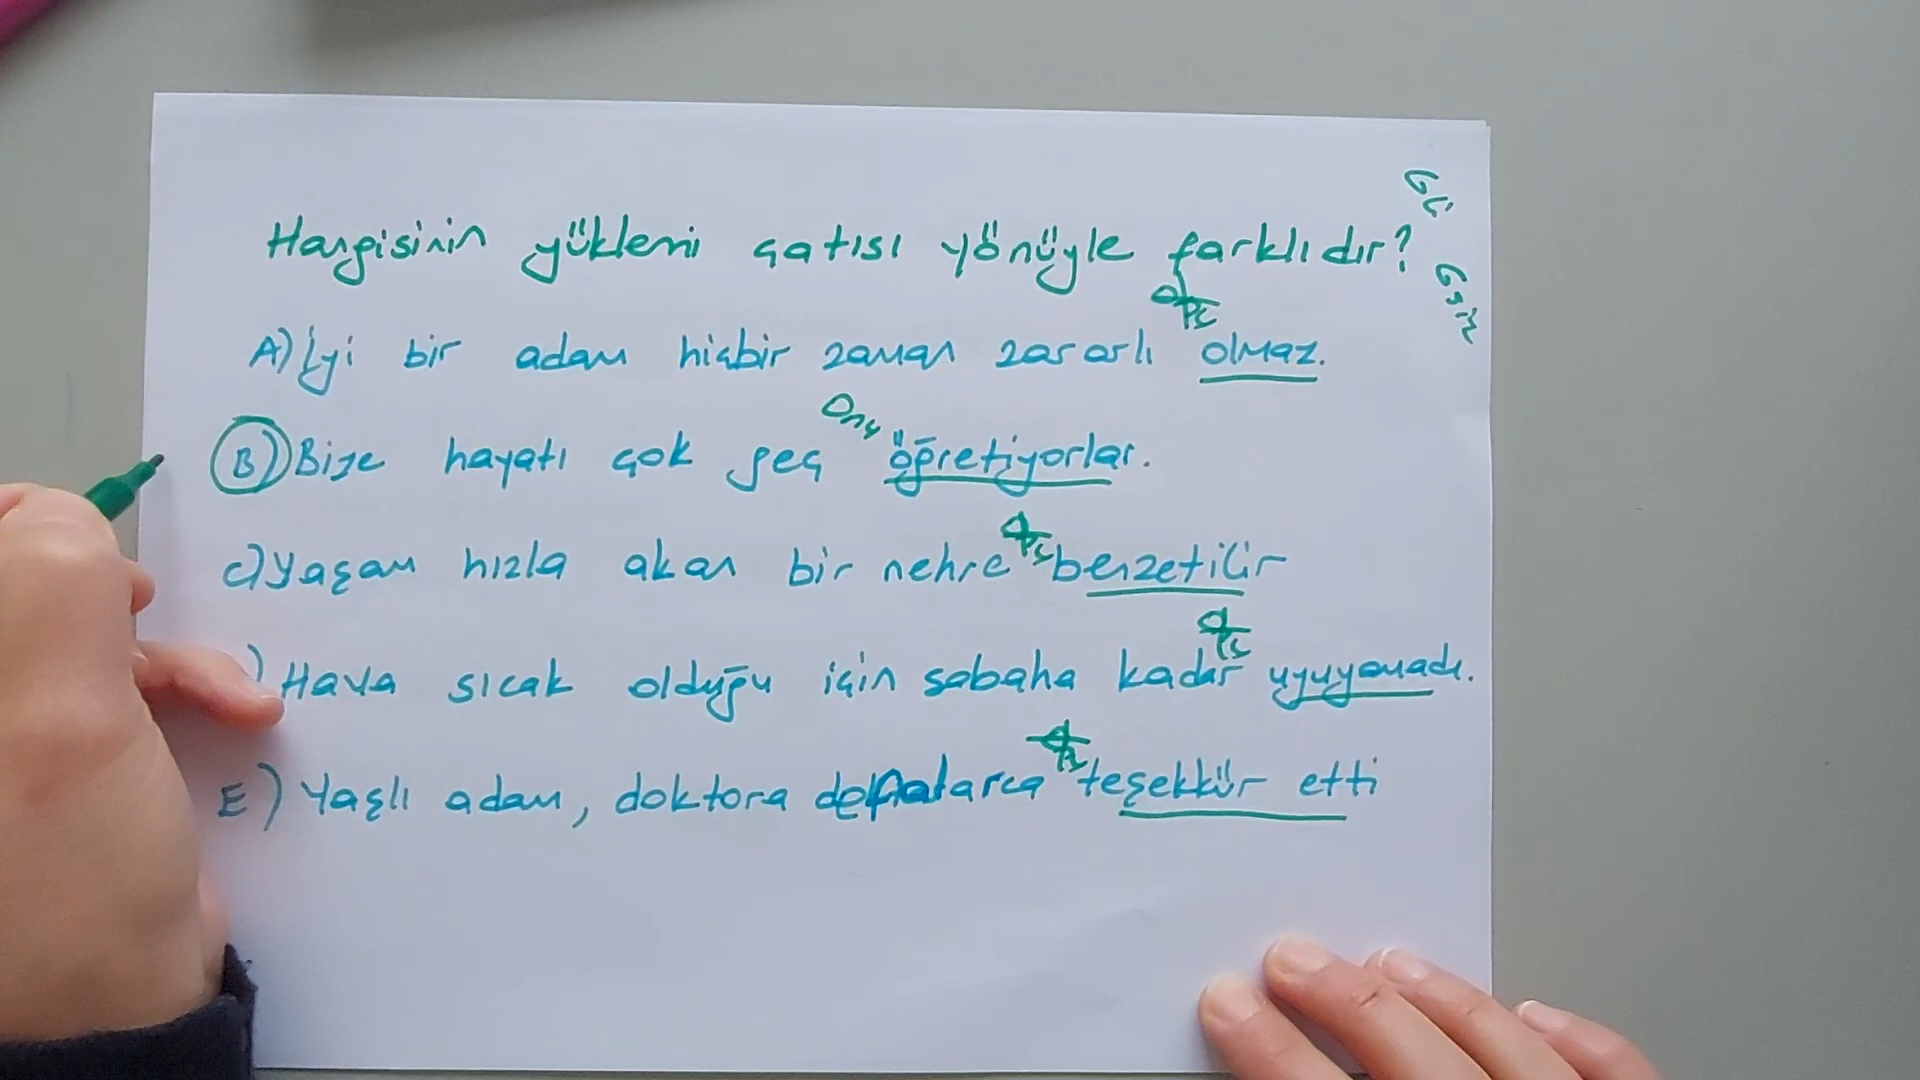 Hangisinin yüklemi çatısı yönüyle farklıdır?
A) İyi bir adam hiçbir zaman zararlı olmaz.
B) Bize hayatı çok geç öğretiyorlar.
C) Yaşam hızla akan bir nehre benzetilir
) Hava sıcak olduğu için sabaha kadar uyuyamadı.
E) Yaşlı adam, doktora defalarca teşekkür etti